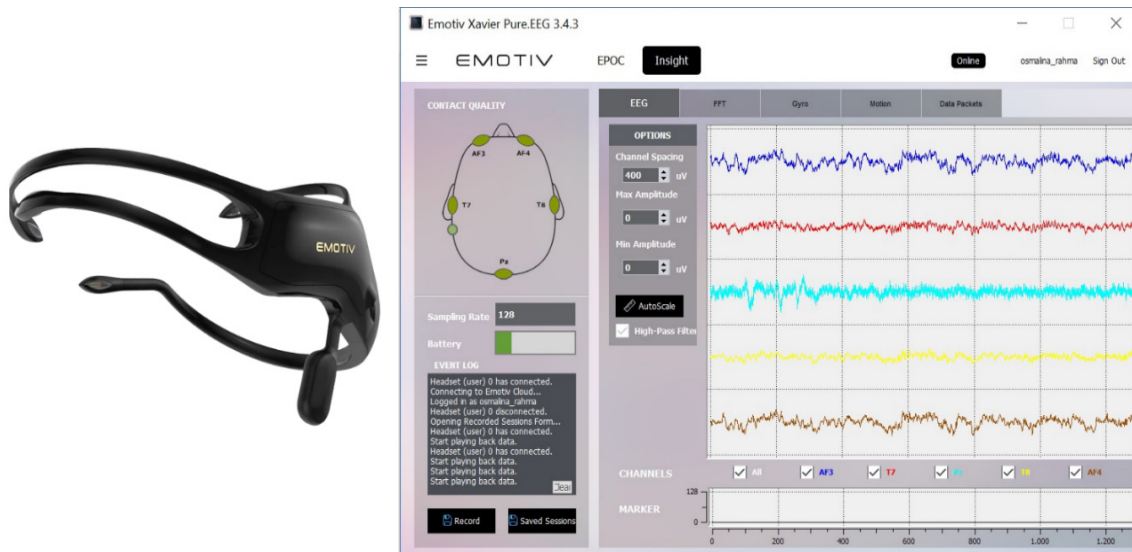 EMOTIV
Emotiv Xavier Pure.EEG 3.4.3
EMOTIV
EPOC
Insight
Online
osmalina_rahma
Sign Out
CONTACT QUALITY
AF3
AF4
T7
T8
Pz
Sampling Rate 128
Battery
EVENT LOG
Headset (user) 0 has connected.
Connecting to Emotiv Cloud...
Logged in as osmalina_rahma
Headset (user) 0 disconnected.
Opening Recorded Sessions Form...
Headset (user) 0 has connected.
Start playing back data.
Headset (user) 0 has connected.
Start playing back data.
Start playing back data.
Start playing back data.
Clear
Record
Saved Sessions
EEG
FFT
Gyro
Motion
Data Packets
OPTIONS
Channel Spacing
400 uV
Max Amplitude
0 uV
Min Amplitude
0 uV
AutoScale
High-Pass Filter
CHANNELS
All
AF3
T7
Pz
T8
AF4
MARKER
128
0
0 200 400 600 800 1.000 1.200